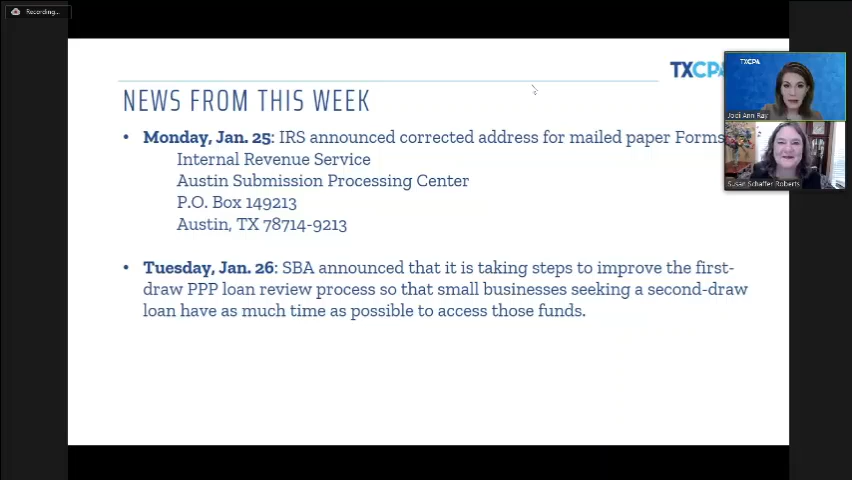 Recording...
TXCPA
TXCPA
NEWS FROM THIS WEEK
Jodi Ann Ray
• Monday, Jan. 25: IRS announced corrected address for mailed paper Forms
Internal Revenue Service
Susan Schaffer Roberts
Austin Submission Processing Center
P.O. Box 149213
Austin, TX 78714-9213
• Tuesday, Jan. 26: SBA announced that it is taking steps to improve the first-
draw PPP loan review process so that small businesses seeking a second-draw
loan have as much time as possible to access those funds.